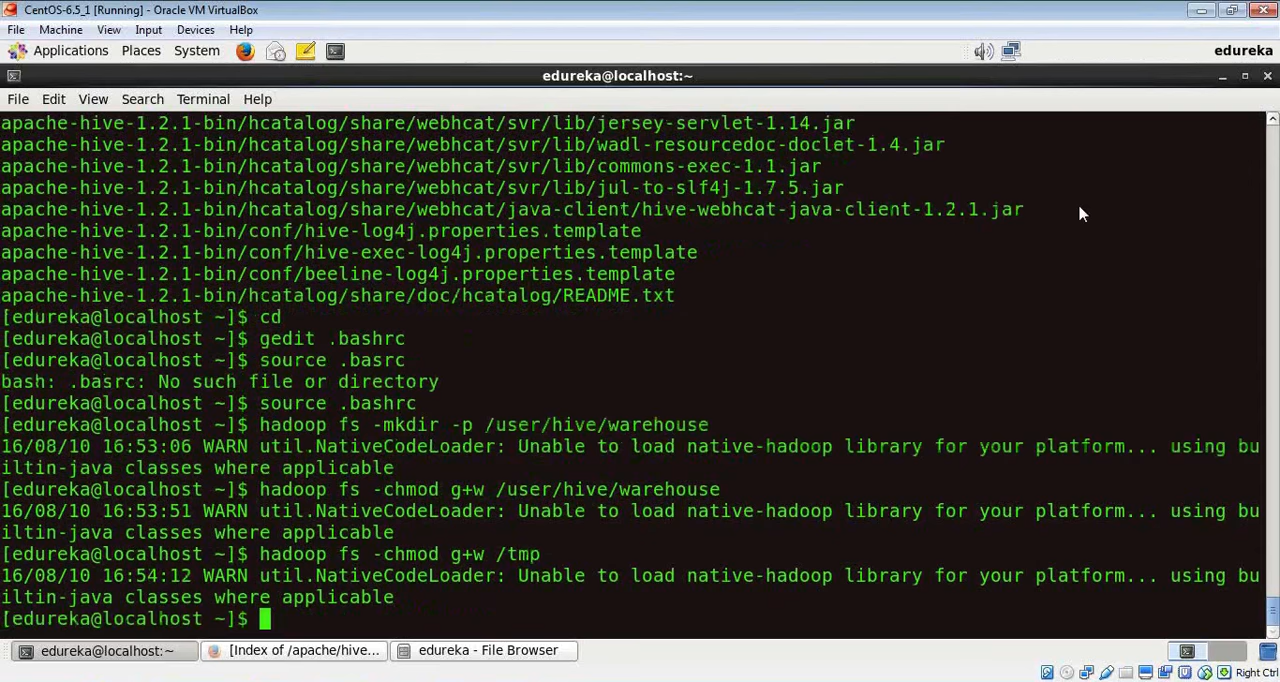 CentOS-6.5_1 [Running] - Oracle VM VirtualBox
File Machine View Input Devices Help
Applications Places System edureka
edureka@localhost:~
File Edit View Search Terminal Help
apache-hive-1.2.1-bin/hcatalog/share/webhcat/svr/lib/jersey-servlet-1.14.jar
apache-hive-1.2.1-bin/hcatalog/share/webhcat/svr/lib/wadl-resourcedoc-doclet-1.4.jar
apache-hive-1.2.1-bin/hcatalog/share/webhcat/svr/lib/commons-exec-1.1.jar
apache-hive-1.2.1-bin/hcatalog/share/webhcat/svr/lib/jul-to-slf4j-1.7.5.jar
apache-hive-1.2.1-bin/hcatalog/share/webhcat/java-client/hive-webhcat-java-client-1.2.1.jar
apache-hive-1.2.1-bin/conf/hive-log4j.properties.template
apache-hive-1.2.1-bin/conf/hive-exec-log4j.properties.template
apache-hive-1.2.1-bin/conf/beeline-log4j.properties.template
apache-hive-1.2.1-bin/hcatalog/share/doc/hcatalog/README.txt
[edureka@localhost ~]$ cd
[edureka@localhost ~]$ gedit .bashrc
[edureka@localhost ~]$ source .basrc
bash: .basrc: No such file or directory
[edureka@localhost ~]$ source .bashrc
[edureka@localhost ~]$ hadoop fs -mkdir -p /user/hive/warehouse
16/08/10 16:53:06 WARN util.NativeCodeLoader: Unable to load native-hadoop library for your platform... using bu
iltin-java classes where applicable
[edureka@localhost ~]$ hadoop fs -chmod g+w /user/hive/warehouse
16/08/10 16:53:51 WARN util.NativeCodeLoader: Unable to load native-hadoop library for your platform... using bu
iltin-java classes where applicable
[edureka@localhost ~]$ hadoop fs -chmod g+w /tmp
16/08/10 16:54:12 WARN util.NativeCodeLoader: Unable to load native-hadoop library for your platform... using bu
iltin-java classes where applicable
[edureka@localhost ~]$
edureka@localhost:~ [Index of /apache/hive... edureka - File Browser
Right Ctrl